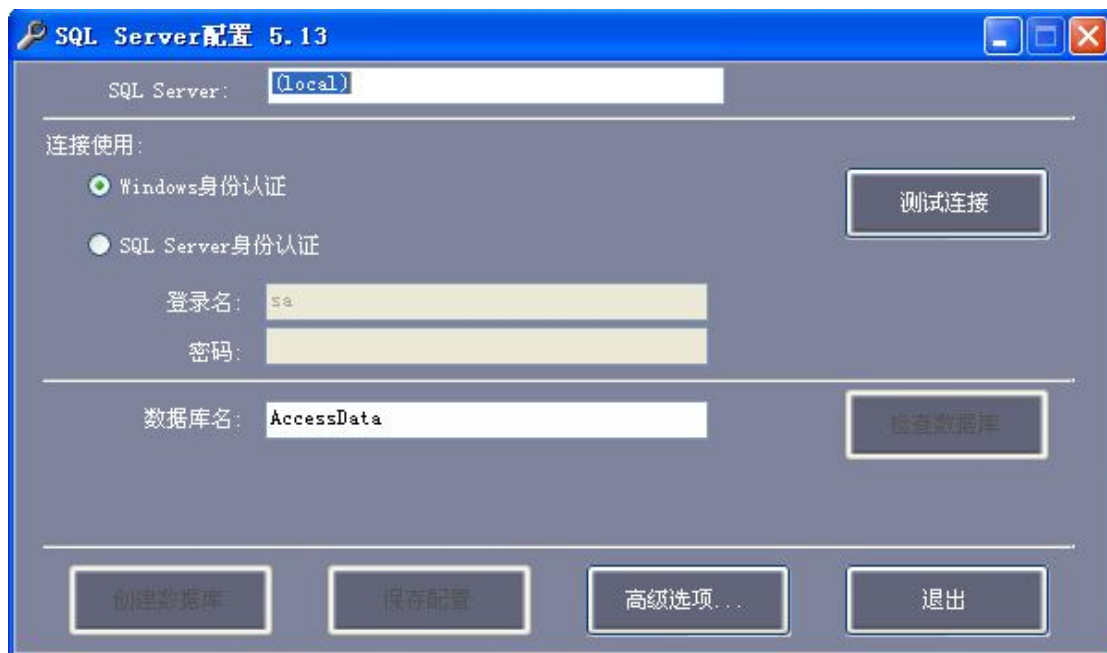 SQL Server配置 5.13
SQL Server:
(local)
连接使用:
Windows身份认证
测试连接
SQL Server身份认证
登录名:
sa
密码:
数据库名:
AccessData
检查数据库
创建数据库
保存配置
高级选项...
退出